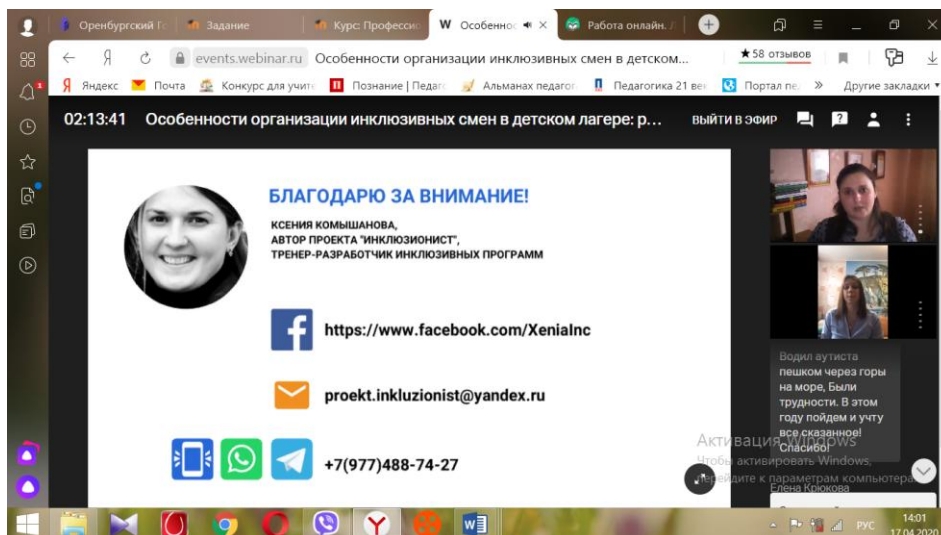 Оренбургский Го
Задание
Курс: Профессио
Особеннос
Работа онлайн. Л
events.webinar.ru Особенности организации инклюзивных смен в детском...
★ 58 отзывов
Яндекс
Почта
Конкурс для учите
Познание | Педаго
Альманах педагог
Педагогика 21 век
Портал пе
»
Другие закладки
02:13:41 Особенности организации инклюзивных смен в детском лагере: р...
ВЫЙТИ В ЭФИР
БЛАГОДАРЮ ЗА ВНИМАНИЕ!
КСЕНИЯ КОМЫШАНОВА,
АВТОР ПРОЕКТА "ИНКЛЮЗИОНИСТ",
ТРЕНЕР-РАЗРАБОТЧИК ИНКЛЮЗИВНЫХ ПРОГРАММ
https://www.facebook.com/XeniaInc
proekt.inkluzionist@yandex.ru
+7(977)488-74-27
Водил аутиста
пешком через горы
на море, Были
трудности. В этом
году пойдем и учту
все сказанное!
Спасибо!
Елена Крюкова
Активация Windows
Чтобы активировать Windows,
перейдите к параметрам компьютера
РУС
14:01
17.04.2020